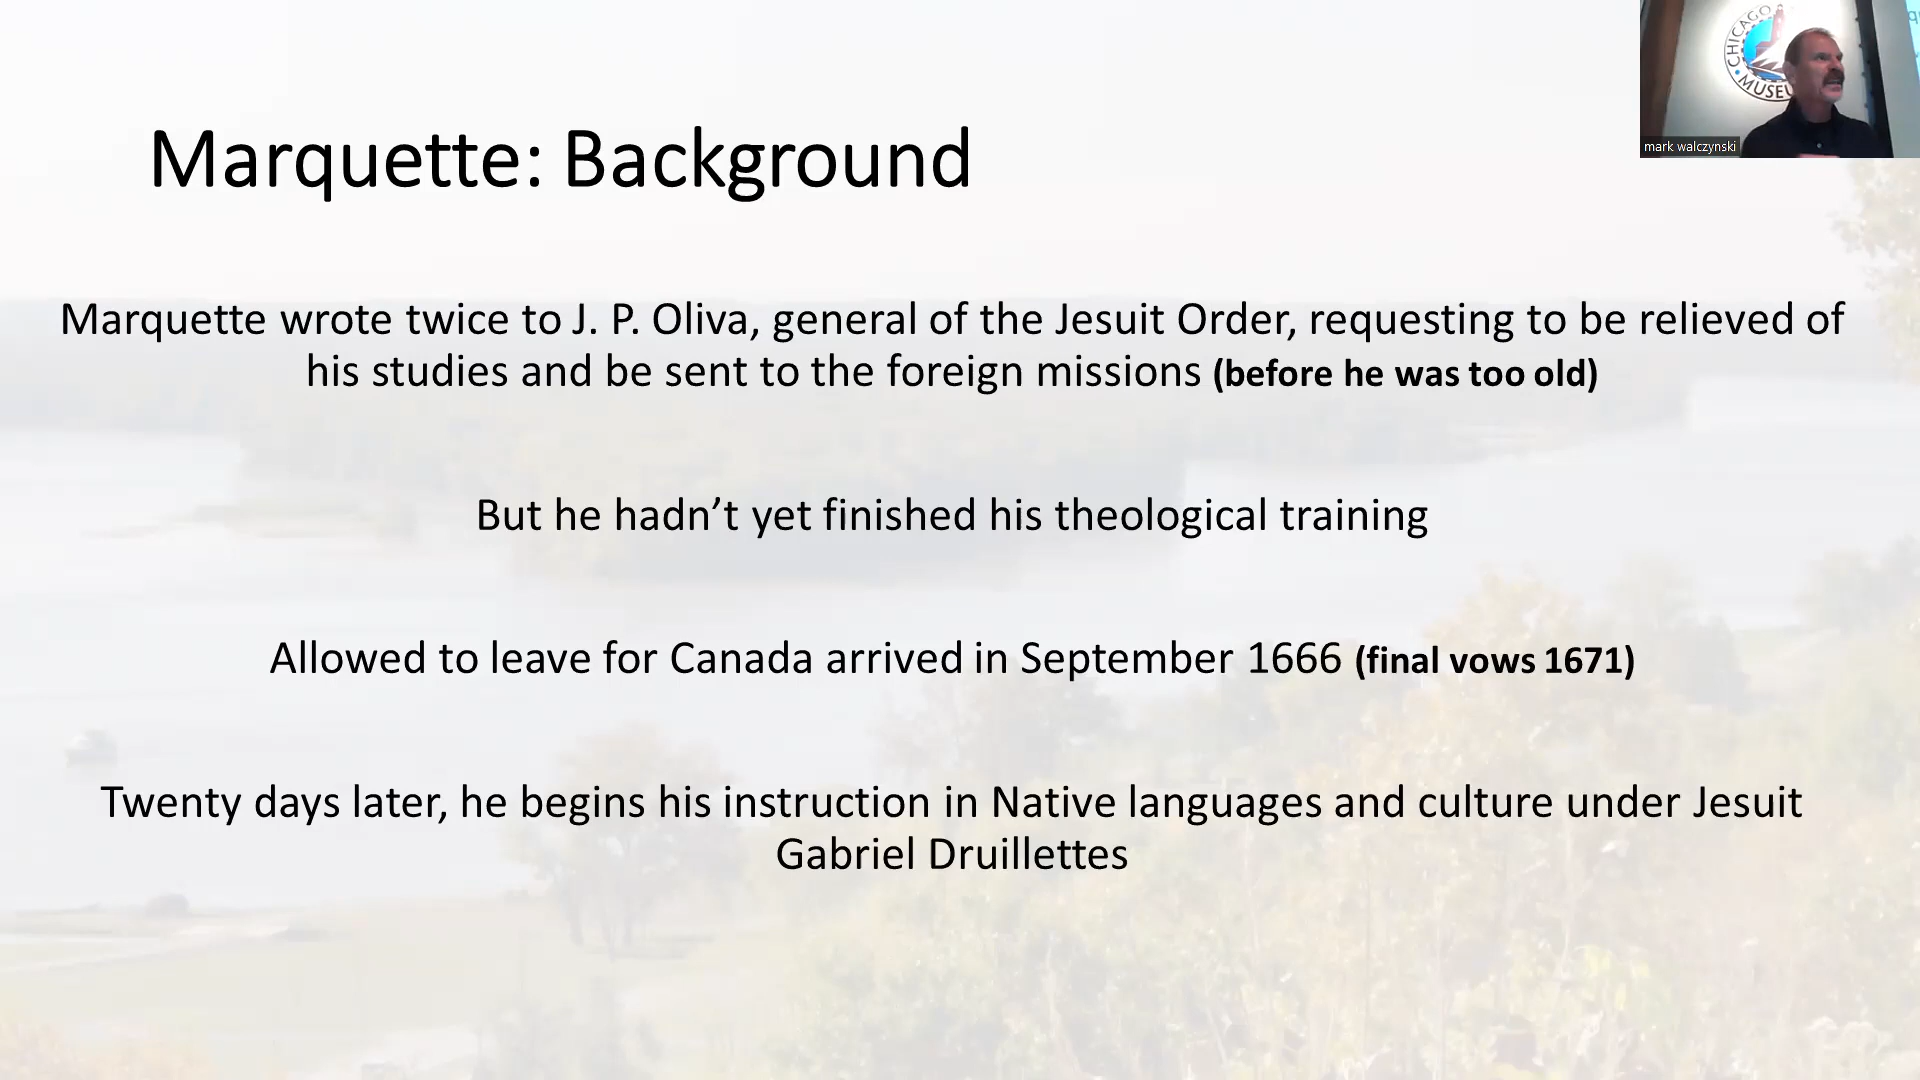 Marquette: Background
Marquette wrote twice to J. P. Oliva, general of the Jesuit Order, requesting to be relieved of
his studies and be sent to the foreign missions (before he was too old)
But he hadn’t yet finished his theological training
Allowed to leave for Canada arrived in September 1666 (final vows 1671)
Twenty days later, he begins his instruction in Native languages and culture under Jesuit
Gabriel Druillettes
CHICAGO
MUSEU
mark walczynski